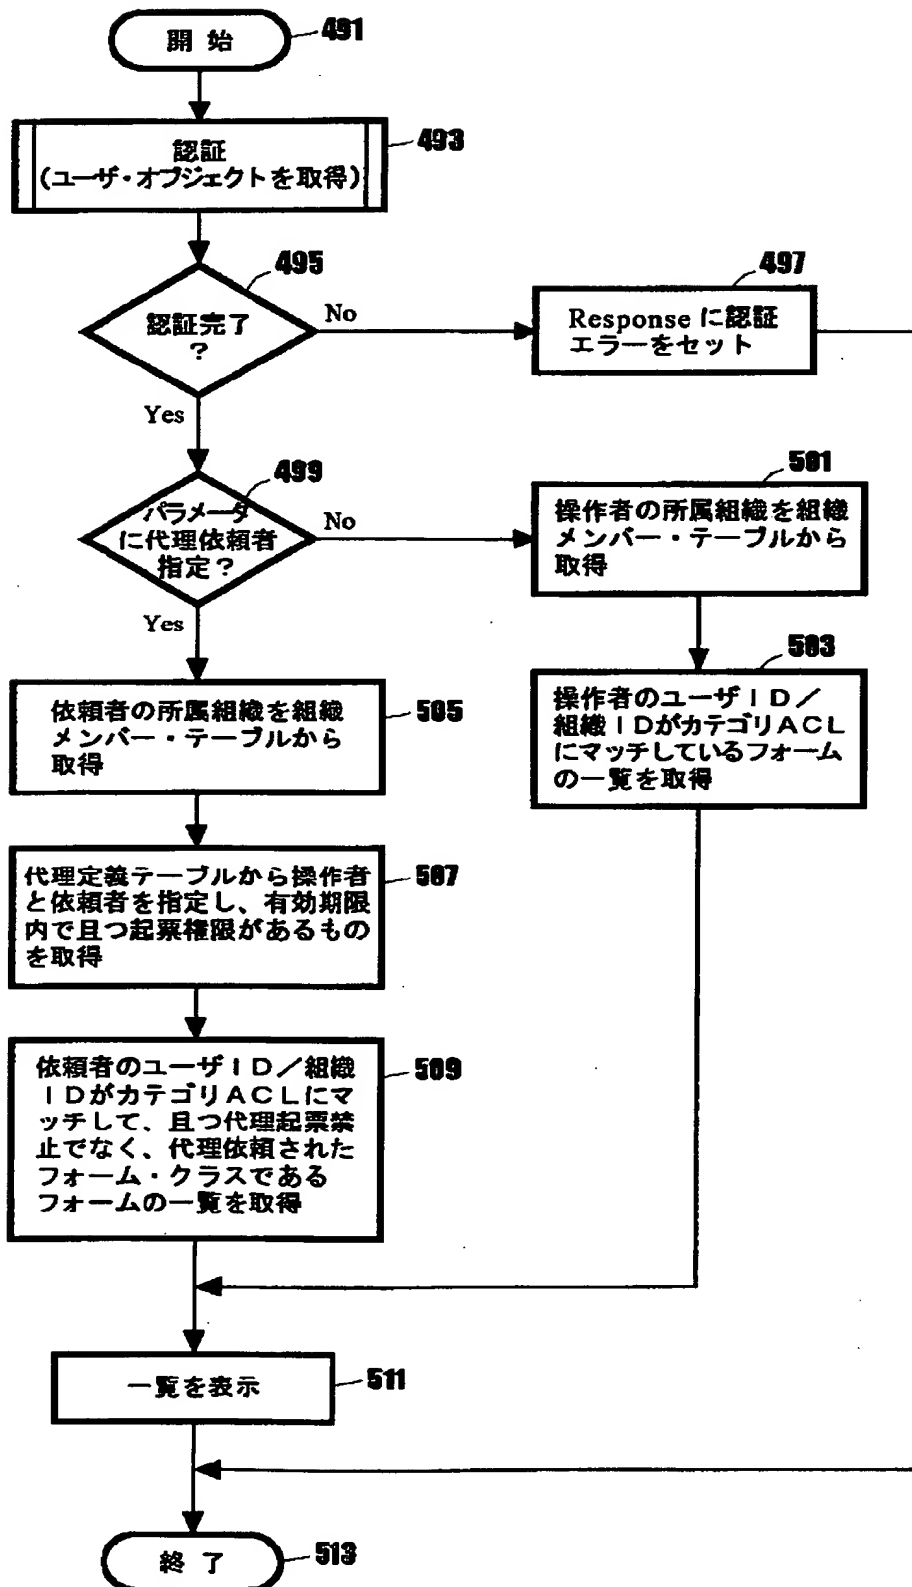 開始
491
認証
(ユーザ・オブジェクトを取得)
493
495
認証完了
?
No
Yes
497
Response に認証
エラーをセット
499
パラメータ
に代理依頼者
指定?
No
Yes
501
操作者の所属組織を組織
メンバー・テーブルから
取得
503
操作者のユーザID/
組織IDがカテゴリACL
にマッチしているフォーム
の一覧を取得
依頼者の所属組織を組織
メンバー・テーブルから
取得
505
代理定義テーブルから操作者
と依頼者を指定し、有効期限
内で且つ起票権限があるもの
を取得
507
依頼者のユーザID/組織
IDがカテゴリACLにマ
ッチして、且つ代理起票禁
止でなく、代理依頼された
フォーム・クラスである
フォームの一覧を取得
509
一覧を表示
511
終了
513